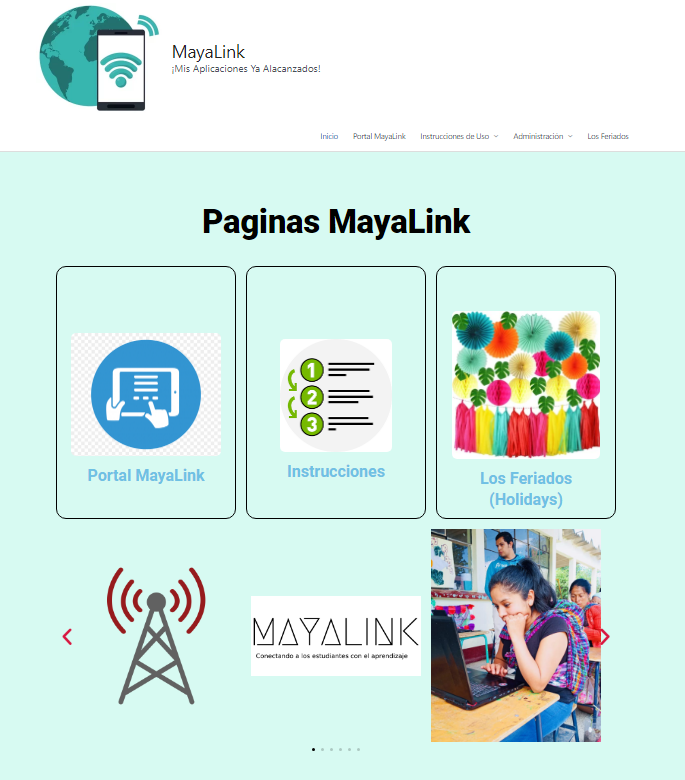 MayaLink
¡Mis Aplicaciones Ya Alacanzados!
Inicio
Portal MayaLink
Instrucciones de Uso
Administración
Los Feriados
Paginas MayaLink
Portal MayaLink
1
2
3
Instrucciones
Los Feriados
(Holidays)
MAYALINK
Conectando a los estudiantes con el aprendizaje